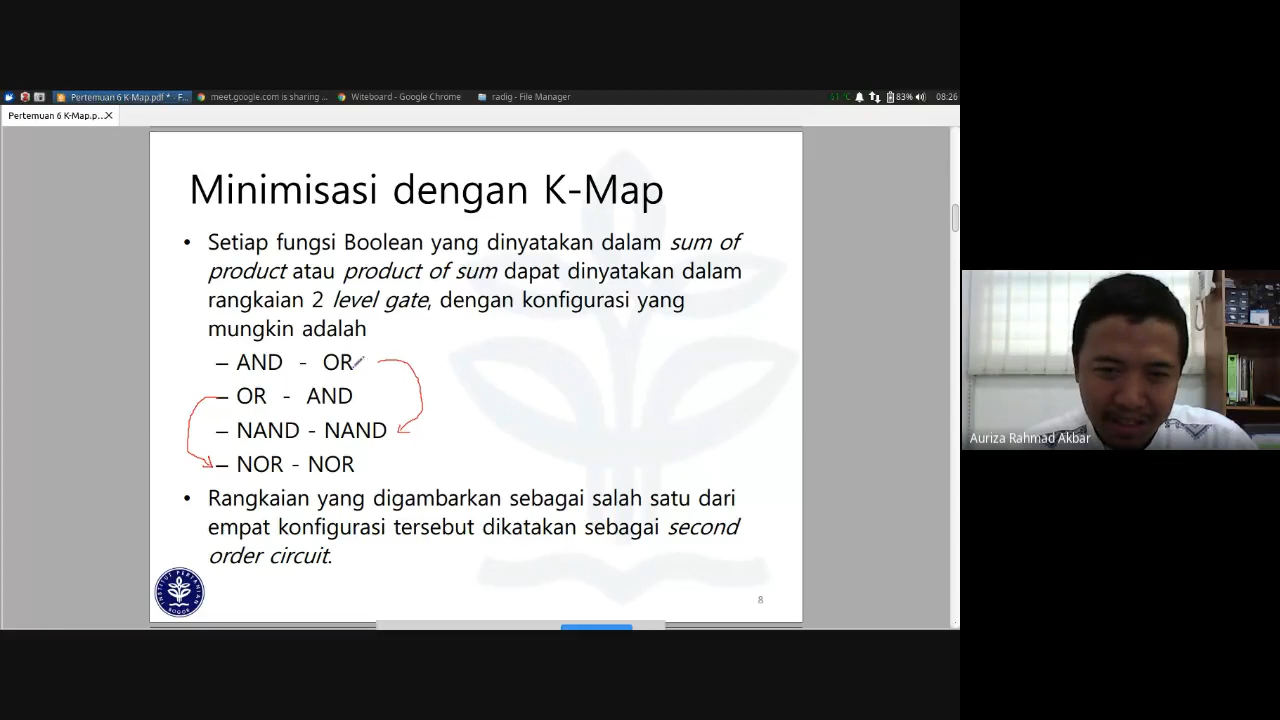 Pertemuan 6 K-Map.pdf * - F...
meet.google.com is sharing ...
Witeboard - Google Chrome
radig - File Manager
51°C
83%
08:26
Pertemuan 6 K-Map.p...
Minimisasi dengan K-Map
• Setiap fungsi Boolean yang dinyatakan dalam sum of
product atau product of sum dapat dinyatakan dalam
rangkaian 2 level gate, dengan konfigurasi yang
mungkin adalah
– AND - OR
– OR - AND
– NAND - NAND
– NOR - NOR
• Rangkaian yang digambarkan sebagai salah satu dari
empat konfigurasi tersebut dikatakan sebagai second
order circuit.
INSTITUT PERTANIAN
BOGOR
8
Auriza Rahmad Akbar